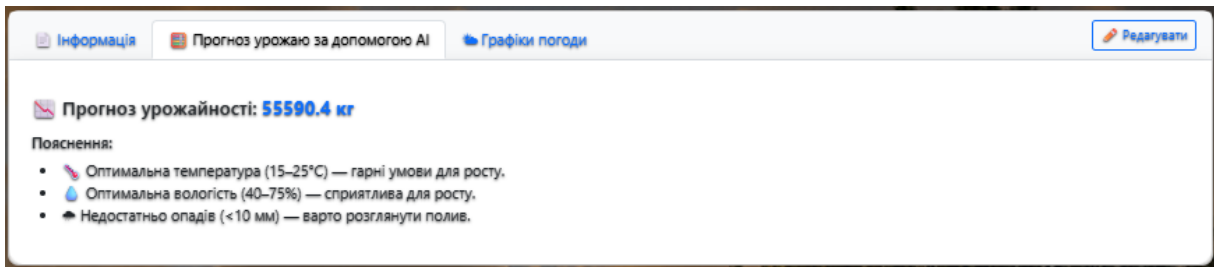 Інформація
Прогноз урожаю за допомогою AI
Графіки погоди
Редагувати
Прогноз урожайності: 55590.4 кг
Пояснення:
• Оптимальна температура (15–25°C) — гарні умови для росту.
• Оптимальна вологість (40–75%) — сприятлива для росту.
• Недостатньо опадів (<10 мм) — варто розглянути полив.